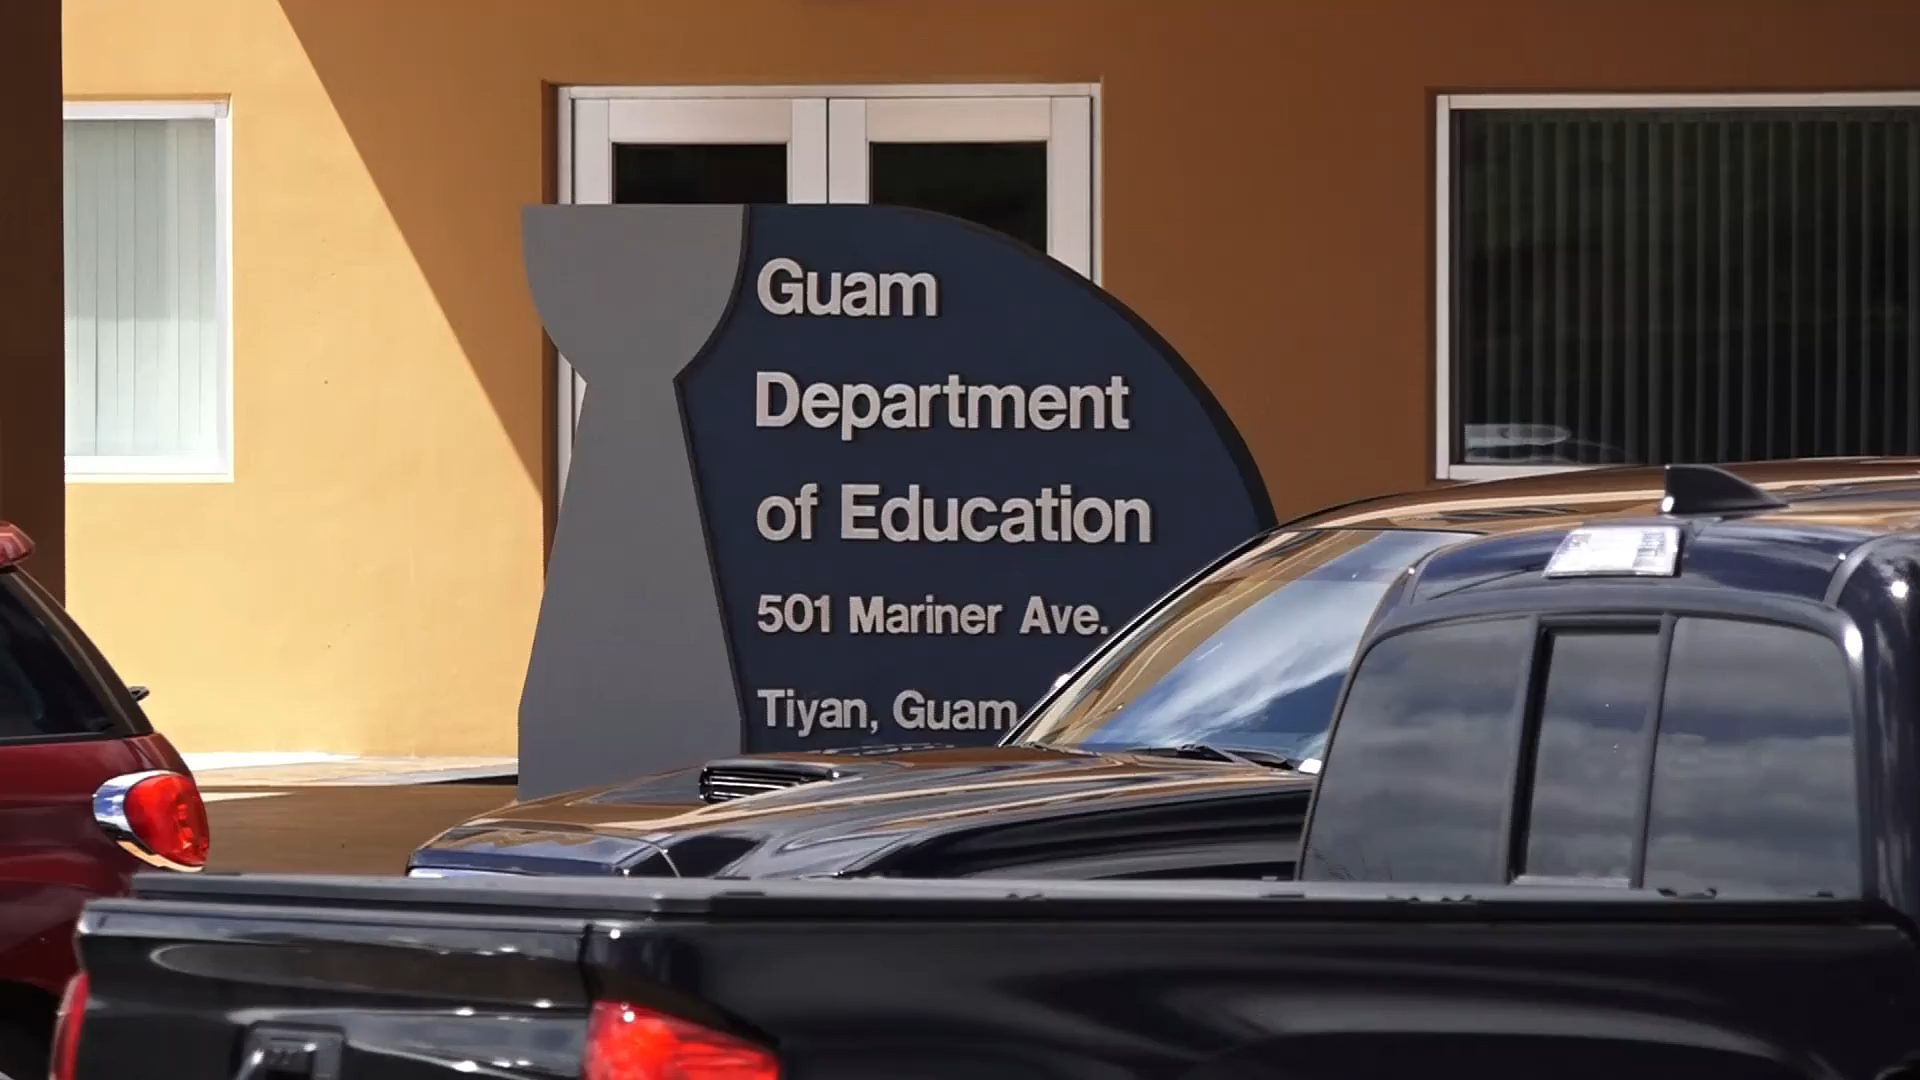 Guam
Department
of Education
501 Mariner Ave.
Tiyan, Guam